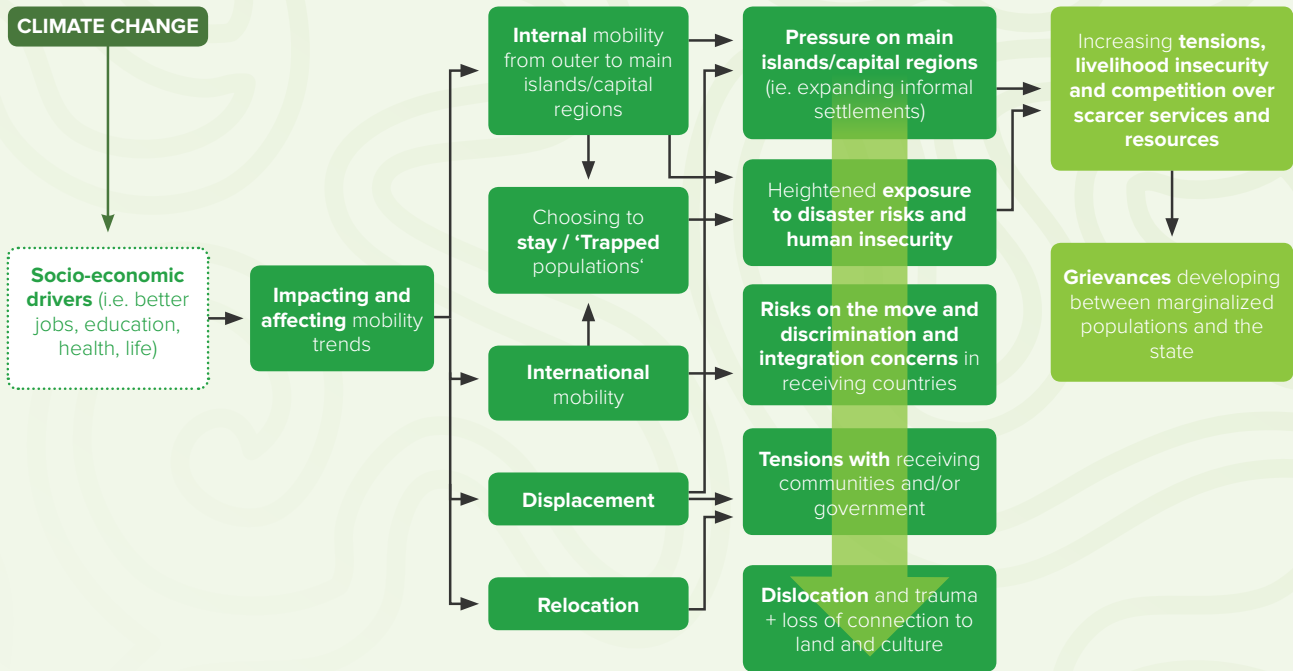 CLIMATE CHANGE
Socio-economic
drivers (i.e. better
jobs, education,
health, life)
Impacting and
affecting mobility
trends
Internal mobility
from outer to main
islands/capital
regions
Choosing to
stay / ‘Trapped
populations‘
International
mobility
Displacement
Relocation
Pressure on main
islands/capital regions
(ie. expanding informal
settlements)
Heightened exposure
to disaster risks and
human insecurity
Risks on the move and
discrimination and
integration concerns in
receiving countries
Tensions with receiving
communities and/or
government
Dislocation and trauma
+ loss of connection to
land and culture
Increasing tensions,
livelihood insecurity
and competition over
scarcer services and
resources
Grievances developing
between marginalized
populations and the
state